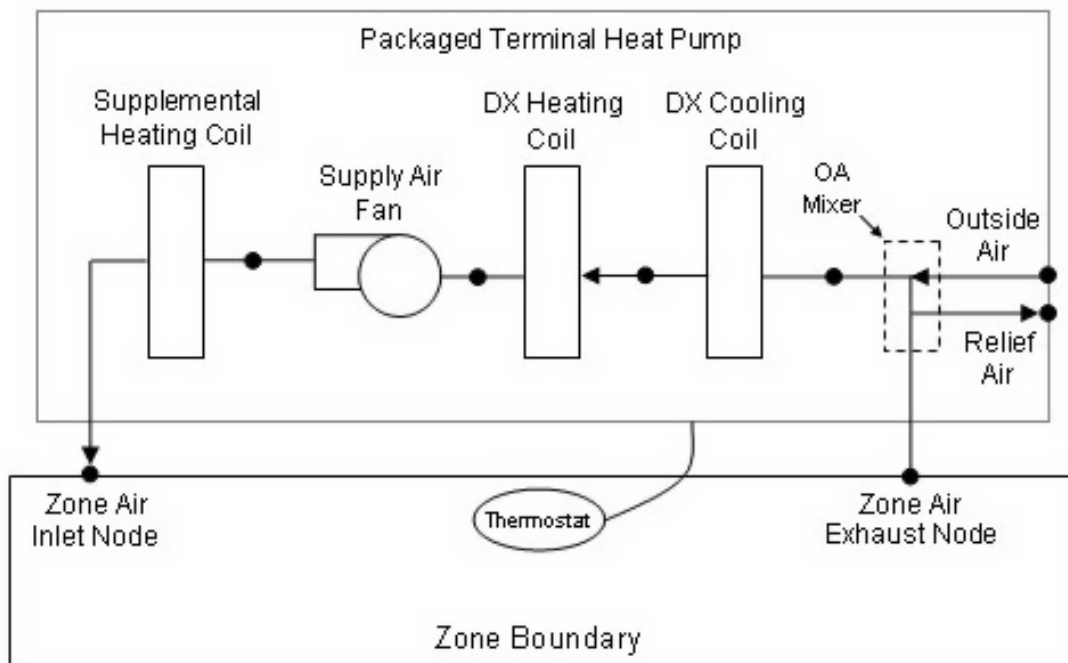 Packaged Terminal Heat Pump
Supplemental
Heating Coil
Supply Air
Fan
DX Heating
Coil
DX Cooling
Coil
OA
Mixer
Outside
Air
Relief
Air
Zone Air
Inlet Node
Thermostat
Zone Air
Exhaust Node
Zone Boundary